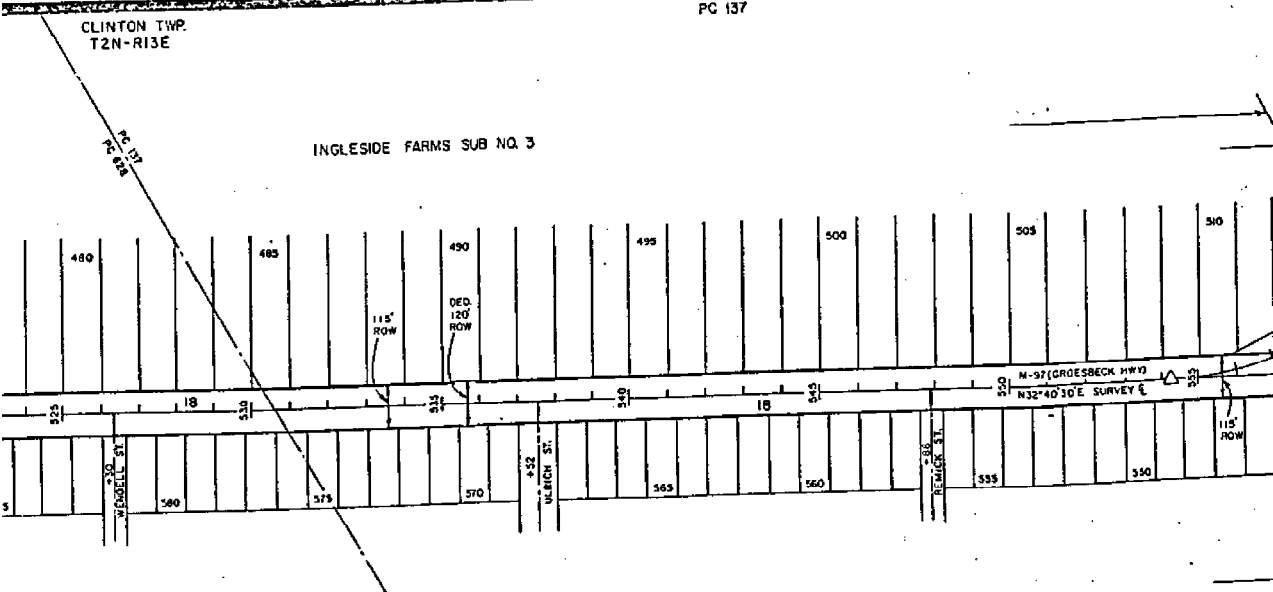 PC 137
CLINTON TWP.
T2N-R13E
PC 137
PC 628
INGLESIDE FARMS SUB NO. 3
480
485
490
495
500
505
510
115'
ROW
DED.
120'
ROW
M-97 (GROESBECK HWY)
N32°40'30"E SURVEY ℄
525
18
530
535
540
18
545
550
555
115'
ROW
+30
WENDELL ST.
+52
ULRICH ST.
+86
REMICK ST.
5
580
575
570
565
560
555
550